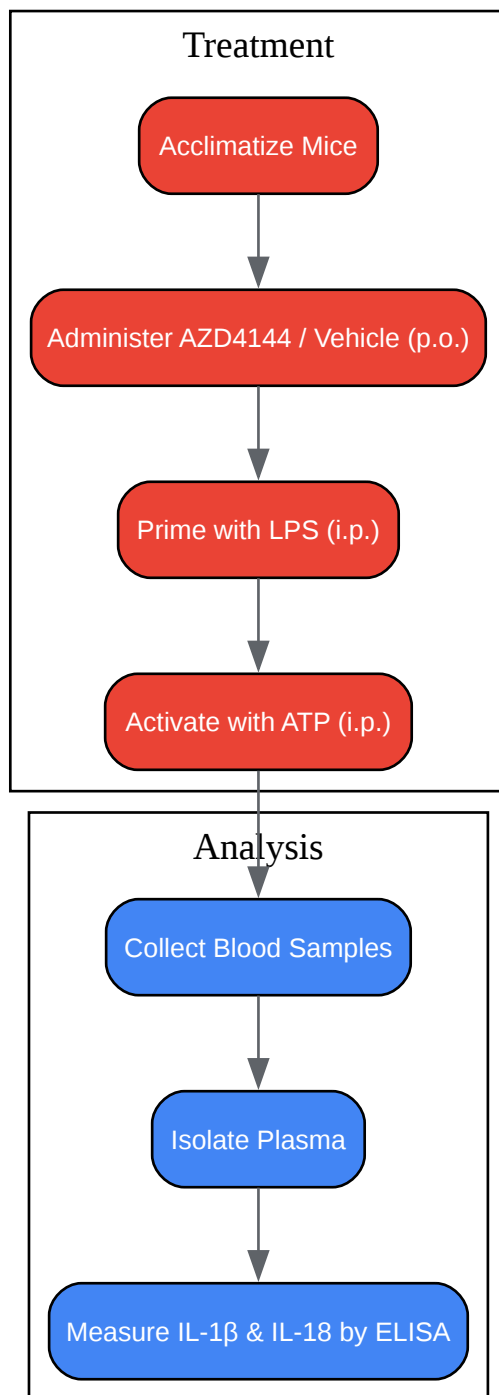 Treatment
Acclimatize Mice
Administer AZD4144 / Vehicle (p.o.)
Prime with LPS (i.p.)
Activate with ATP (i.p.)
Analysis
Collect Blood Samples
Isolate Plasma
Measure IL-1β & IL-18 by ELISA